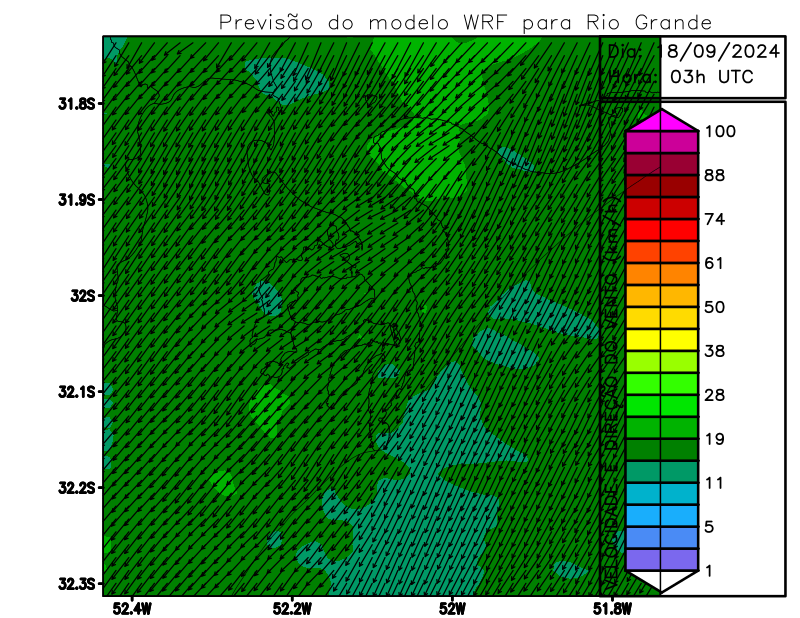 Previsão do modelo WRF para Rio Grande
Dia: 18/09/2024
Hora: 03h UTC
31.8S
31.9S
32S
32.1S
32.2S
32.3S
52.4W
52.2W
52W
51.8W
VELOCIDADE E DIREÇÃO DO VENTO (km/h)
100
88
74
61
50
38
28
19
11
5
1